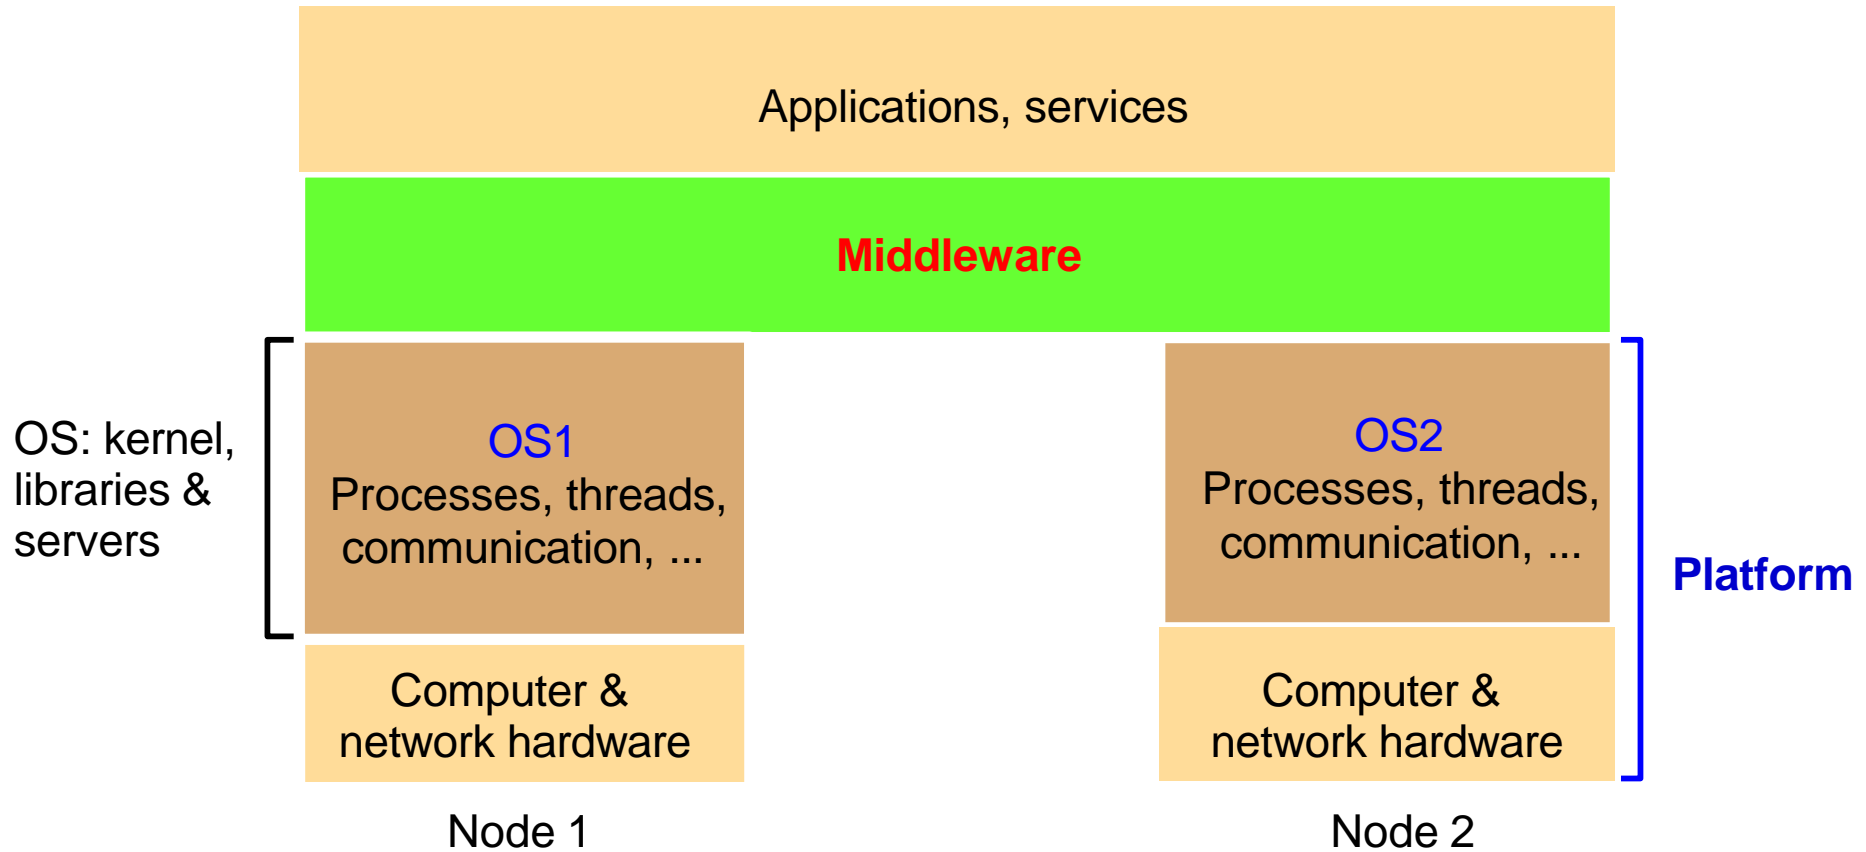 Applications, services
Middleware
OS: kernel,
libraries &
servers
OS1
Processes, threads,
communication, ...
OS2
Processes, threads,
communication, ...
Platform
Computer &
network hardware
Computer &
network hardware
Node 1
Node 2